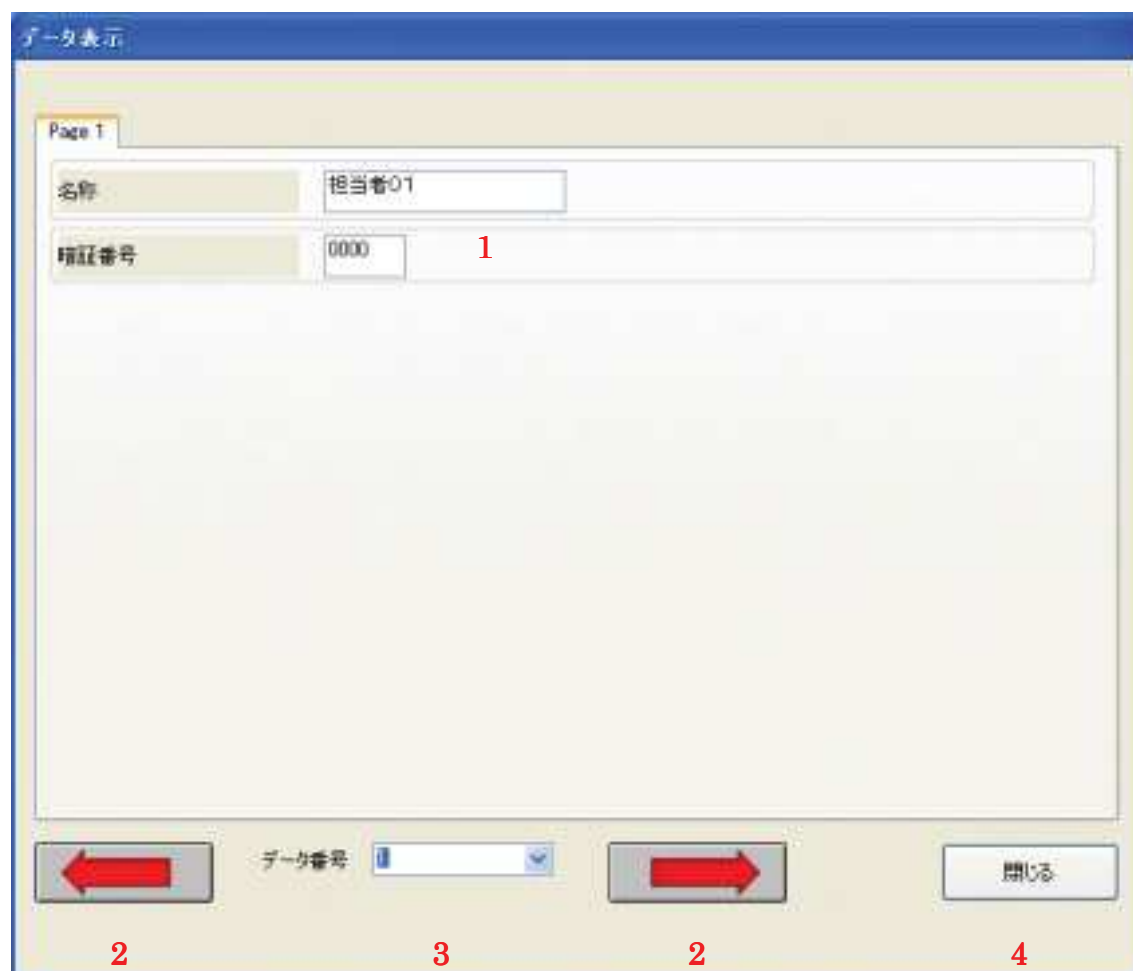 データ表示
Page 1
名称 担当者01
暗証番号 0000 1
データ番号 1 閉じる
2 3 2 4